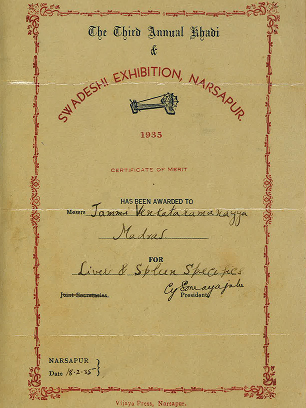 The Third Annual Khadi
&
SWADESHI EXHIBITION, NARSAPUR.
1935
CERTIFICATE OF MERIT
HAS BEEN AWARDED TO
Messrs Jammi Venkataramanayya
Madras
FOR
Liver & Spleen Specifics
Joint Secretaries.
President
NARSAPUR
Date 18-2-35
Vijaya Press, Narsapur.